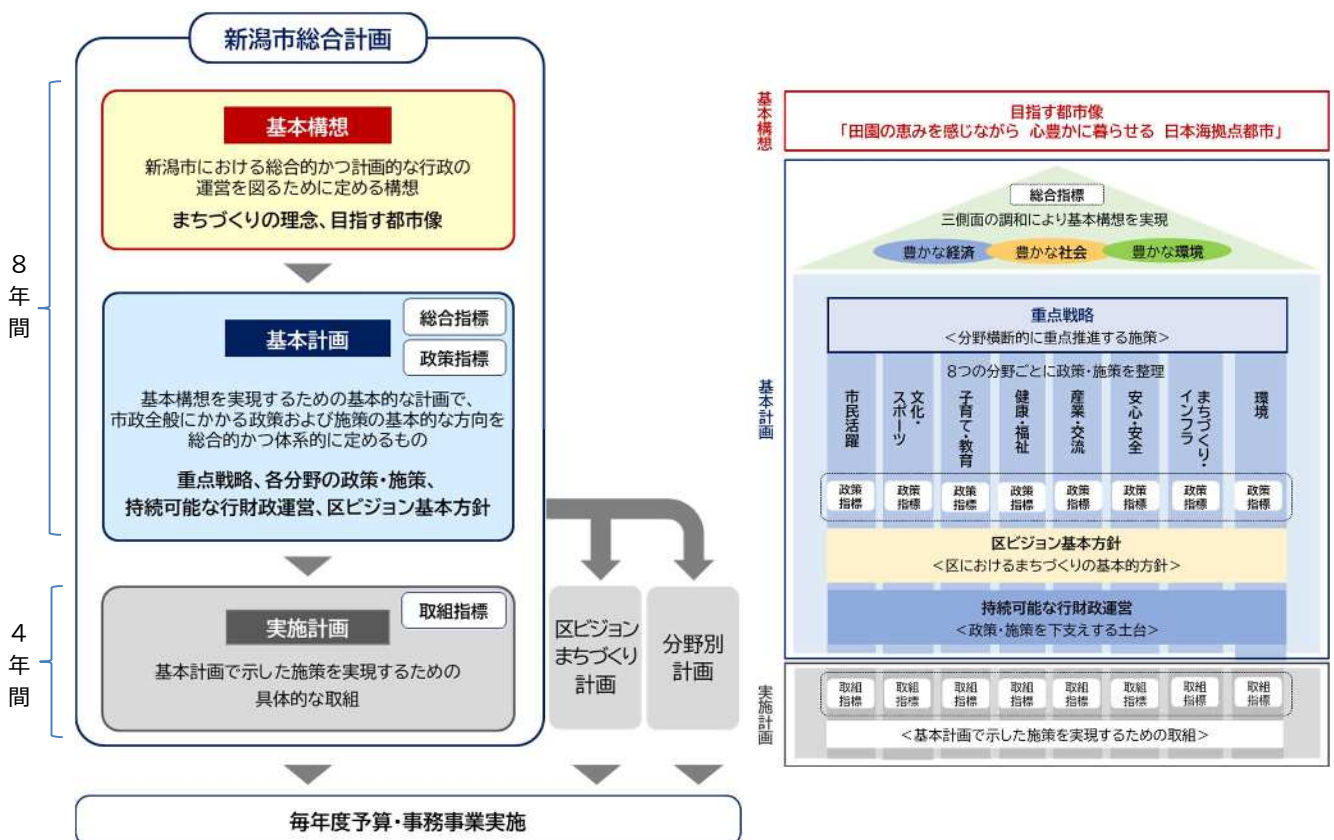 新潟市総合計画
8
年
間
基本構想
新潟市における総合的かつ計画的な行政の
運営を図るために定める構想
まちづくりの理念、目指す都市像
基本計画
総合指標
政策指標
基本構想を実現するための基本的な計画で、
市政全般にかかる政策および施策の基本的な方向を
総合的かつ体系的に定めるもの
重点戦略、各分野の政策・施策、
持続可能な行財政運営、区ビジョン基本方針
4
年
間
実施計画
取組指標
基本計画で示した施策を実現するための
具体的な取組
区ビジョン
まちづくり
計画
分野別
計画
毎年度予算・事務事業実施
基本構想
目指す都市像
「田園の恵みを感じながら 心豊かに暮らせる 日本海拠点都市」
基本計画
総合指標
三側面の調和により基本構想を実現
豊かな経済
豊かな社会
豊かな環境
重点戦略
<分野横断的に重点推進する施策>
8つの分野ごとに政策・施策を整理
市民活躍
文化・
スポーツ
子育て・教育
健康・福祉
産業・交流
安心・安全
まちづくり・
インフラ
環境
政策
指標
政策
指標
政策
指標
政策
指標
政策
指標
政策
指標
政策
指標
政策
指標
区ビジョン基本方針
<区におけるまちづくりの基本的方針>
持続可能な行財政運営
<政策・施策を下支えする土台>
実施計画
取組
指標
取組
指標
取組
指標
取組
指標
取組
指標
取組
指標
取組
指標
取組
指標
<基本計画で示した施策を実現するための取組>